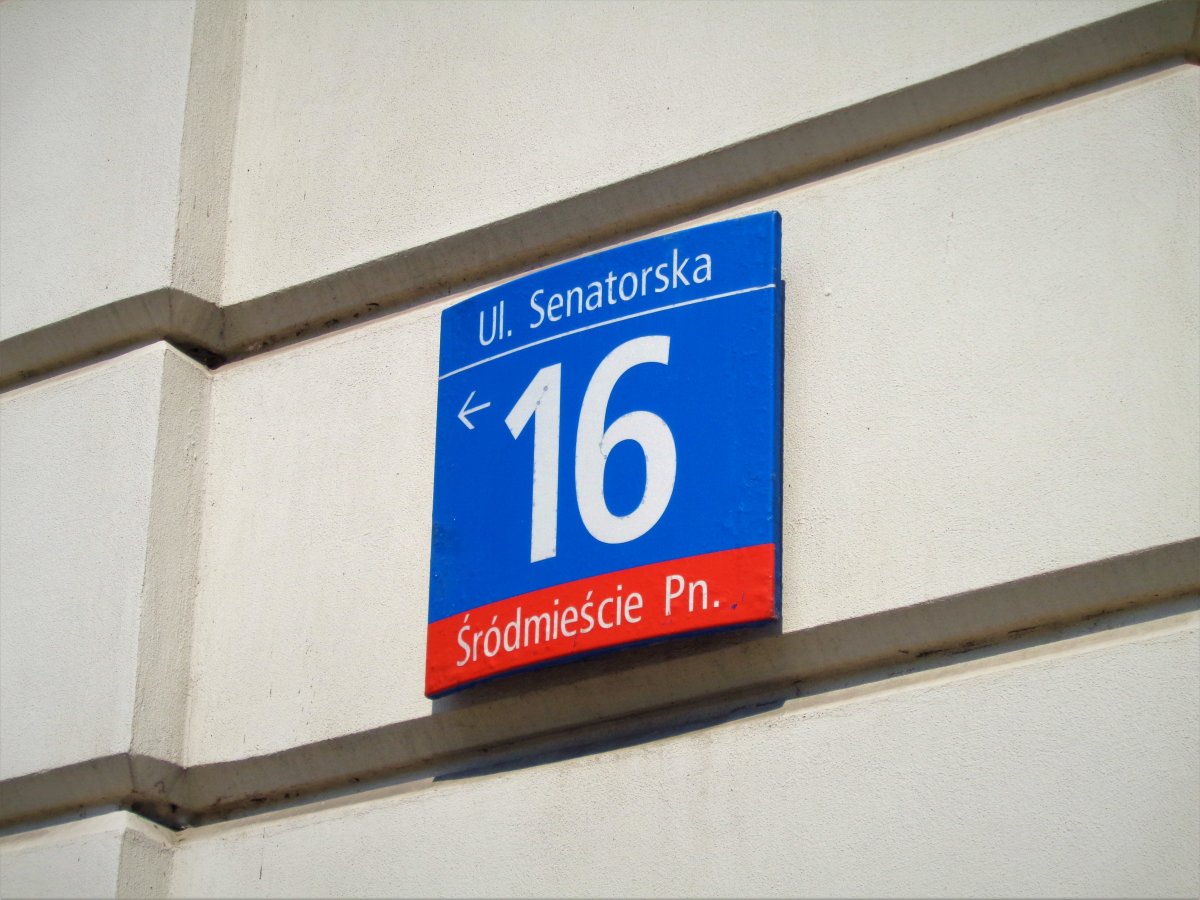 Ul. Senatorska
← 16
Śródmieście Pn.